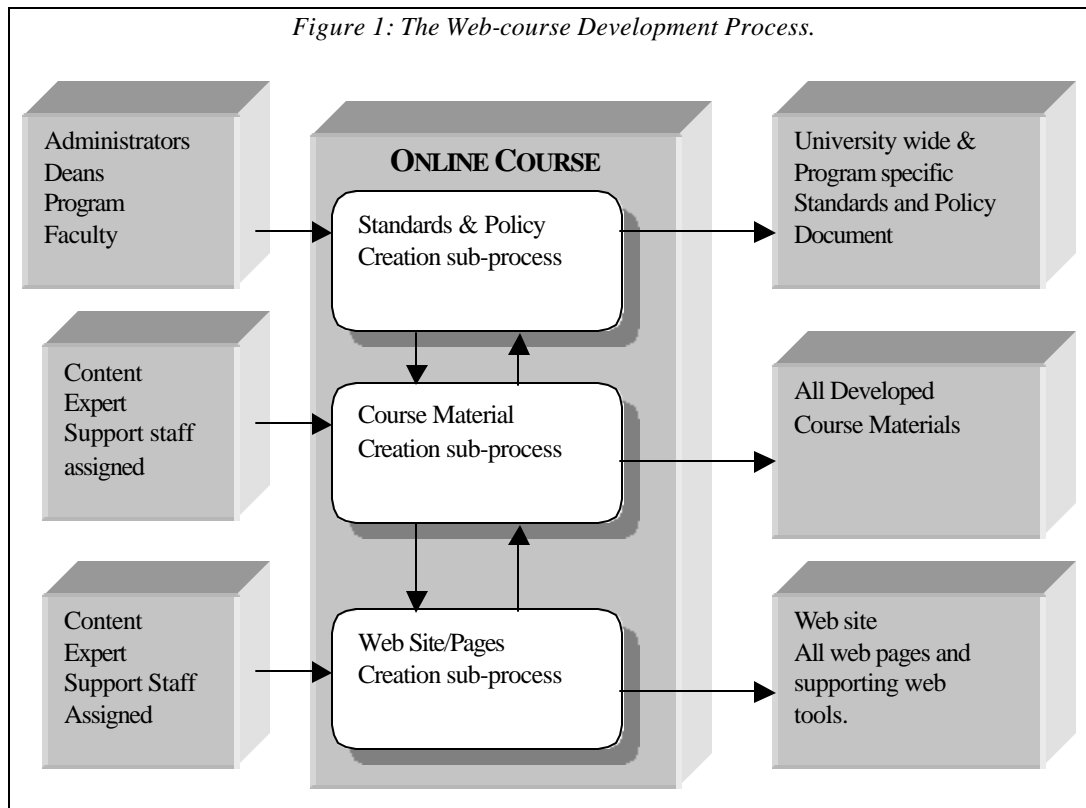 Figure 1: The Web-course Development Process.
Administrators
Deans
Program
Faculty
ONLINE COURSE
Standards & Policy
Creation sub-process
University wide &
Program specific
Standards and Policy
Document
Content
Expert
Support staff
assigned
Course Material
Creation sub-process
All Developed
Course Materials
Content
Expert
Support Staff
Assigned
Web Site/Pages
Creation sub-process
Web site
All web pages and
supporting web
tools.